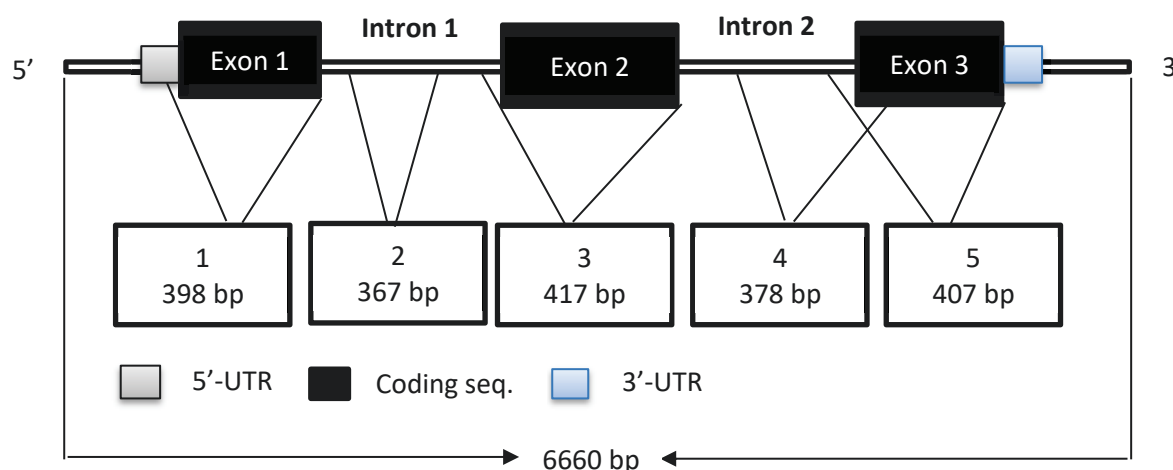 Intron 1
Intron 2
5’
Exon 1
Exon 2
Exon 3
3
1
398 bp
2
367 bp
3
417 bp
4
378 bp
5
407 bp
5’-UTR
Coding seq.
3’-UTR
6660 bp